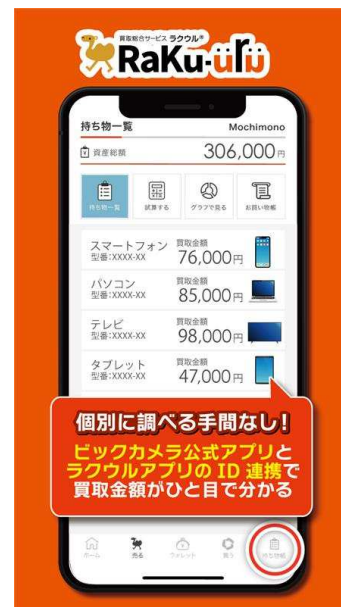 買取総合サービス ラクウル®
RaKu-uru
持ち物一覧 Mochimono
資産総額 306,000円
持ち物一覧 試算する グラフで見る お買い物帳
スマートフォン 買取金額
型番:XXXX-XX 76,000円
パソコン 買取金額
型番:XXXX-XX 85,000円
テレビ 買取金額
型番:XXXX-XX 98,000円
タブレット 買取金額
型番:XXXX-XX 47,000円
個別に調べる手間なし!
ビックカメラ公式アプリと
ラクウルアプリの ID 連携で
買取金額がひと目で分かる
ホーム 売る ウォレット 買う 持ち物帳